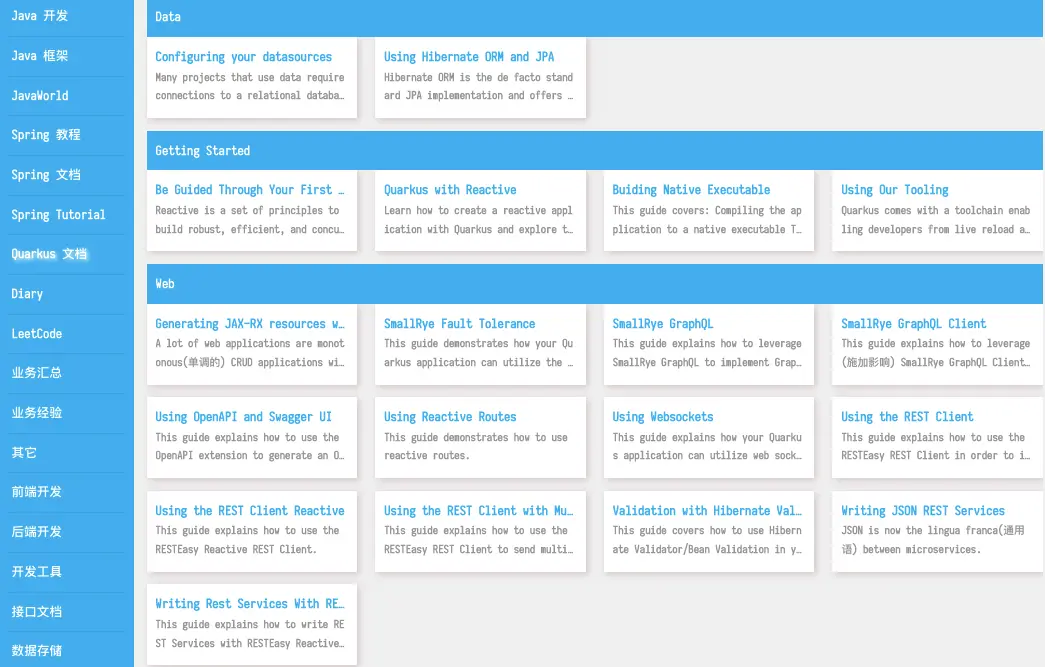 Java 开发
Java 框架
JavaWorld
Spring 教程
Spring 文档
Spring Tutorial
Quarkus 文档
Diary
LeetCode
业务汇总
业务经验
其它
前端开发
后端开发
开发工具
接口文档
数据存储
Data
Configuring your datasources
Many projects that use data require
connections to a relational databa…
Using Hibernate ORM and JPA
Hibernate ORM is the de facto stand
ard JPA implementation and offers …
Getting Started
Be Guided Through Your First …
Reactive is a set of principles to
build robust, efficient, and concu…
Quarkus with Reactive
Learn how to create a reactive appl
ication with Quarkus and explore t…
Buiding Native Executable
This guide covers: Compiling the ap
plication to a native executable T…
Using Our Tooling
Quarkus comes with a toolchain enab
ling developers from live reload a…
Web
Generating JAX-RX resources w…
A lot of web applications are monot
onous(单调的) CRUD applications wi…
SmallRye Fault Tolerance
This guide demonstrates how your Qu
arkus application can utilize the …
SmallRye GraphQL
This guide explains how to leverage
SmallRye GraphQL to implement Grap…
SmallRye GraphQL Client
This guide explains how to leverage
(施加影响) SmallRye GraphQL Client…
Using OpenAPI and Swagger UI
This guide explains how to use the
OpenAPI extension to generate an O…
Using Reactive Routes
This guide demonstrates how to use
reactive routes.
Using Websockets
This guide explains how your Quarku
s application can utilize web sock…
Using the REST Client
This guide explains how to use the
RESTEasy REST Client in order to i…
Using the REST Client Reactive
This guide explains how to use the
RESTEasy Reactive REST Client.
Using the REST Client with Mu…
This guide explains how to use the
RESTEasy REST Client to send multi…
Validation with Hibernate Val…
This guide covers how to use Hibern
ate Validator/Bean Validation in y…
Writing JSON REST Services
JSON is now the lingua franca(通用
语) between microservices.
Writing Rest Services With RE…
This guide explains how to write RE
ST Services with RESTEasy Reactive…